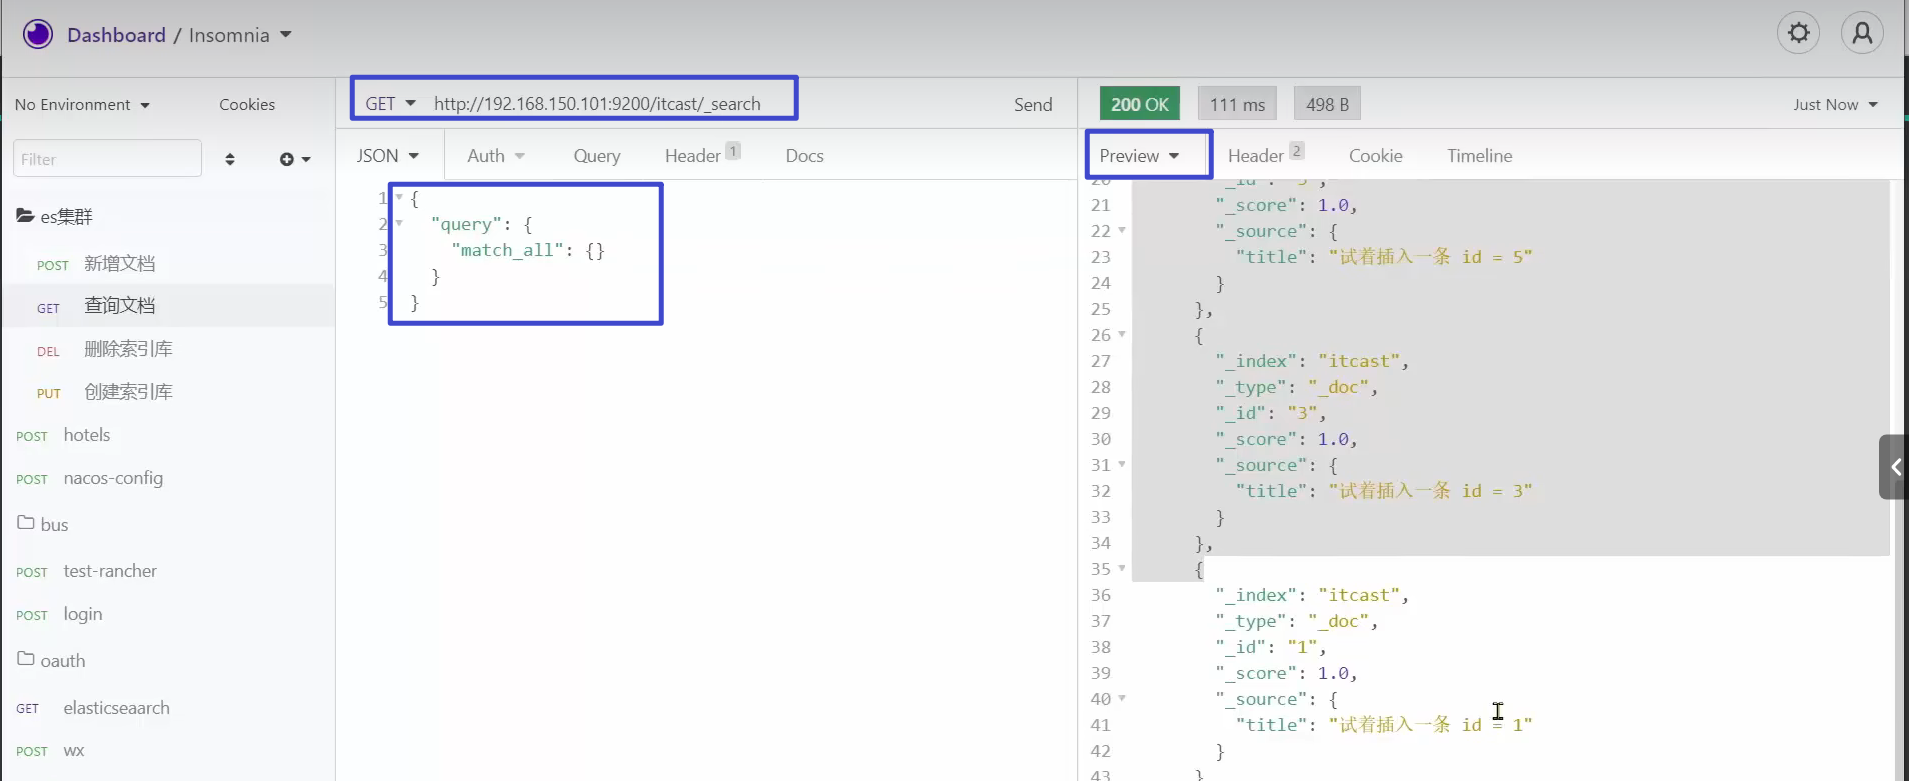 Dashboard / Insomnia
No Environment
Cookies
Filter
es集群
POST 新增文档
GET 查询文档
DEL 删除索引库
PUT 创建索引库
POST hotels
POST nacos-config
bus
POST test-rancher
POST login
oauth
GET elasticseaarch
POST wx
GET http://192.168.150.101:9200/itcast/_search
Send
JSON Auth Query Header 1 Docs
1 {
2 "query": {
3 "match_all": {}
4 }
5 }
200 OK 111 ms 498 B Just Now
Preview Header 2 Cookie Timeline
20 "_id": "5",
21 "_score": 1.0,
22 "_source": {
23 "title": "试着插入一条 id = 5"
24 }
25 },
26 {
27 "_index": "itcast",
28 "_type": "_doc",
29 "_id": "3",
30 "_score": 1.0,
31 "_source": {
32 "title": "试着插入一条 id = 3"
33 }
34 },
35 {
36 "_index": "itcast",
37 "_type": "_doc",
38 "_id": "1",
39 "_score": 1.0,
40 "_source": {
41 "title": "试着插入一条 id = 1"
42 }
43 }